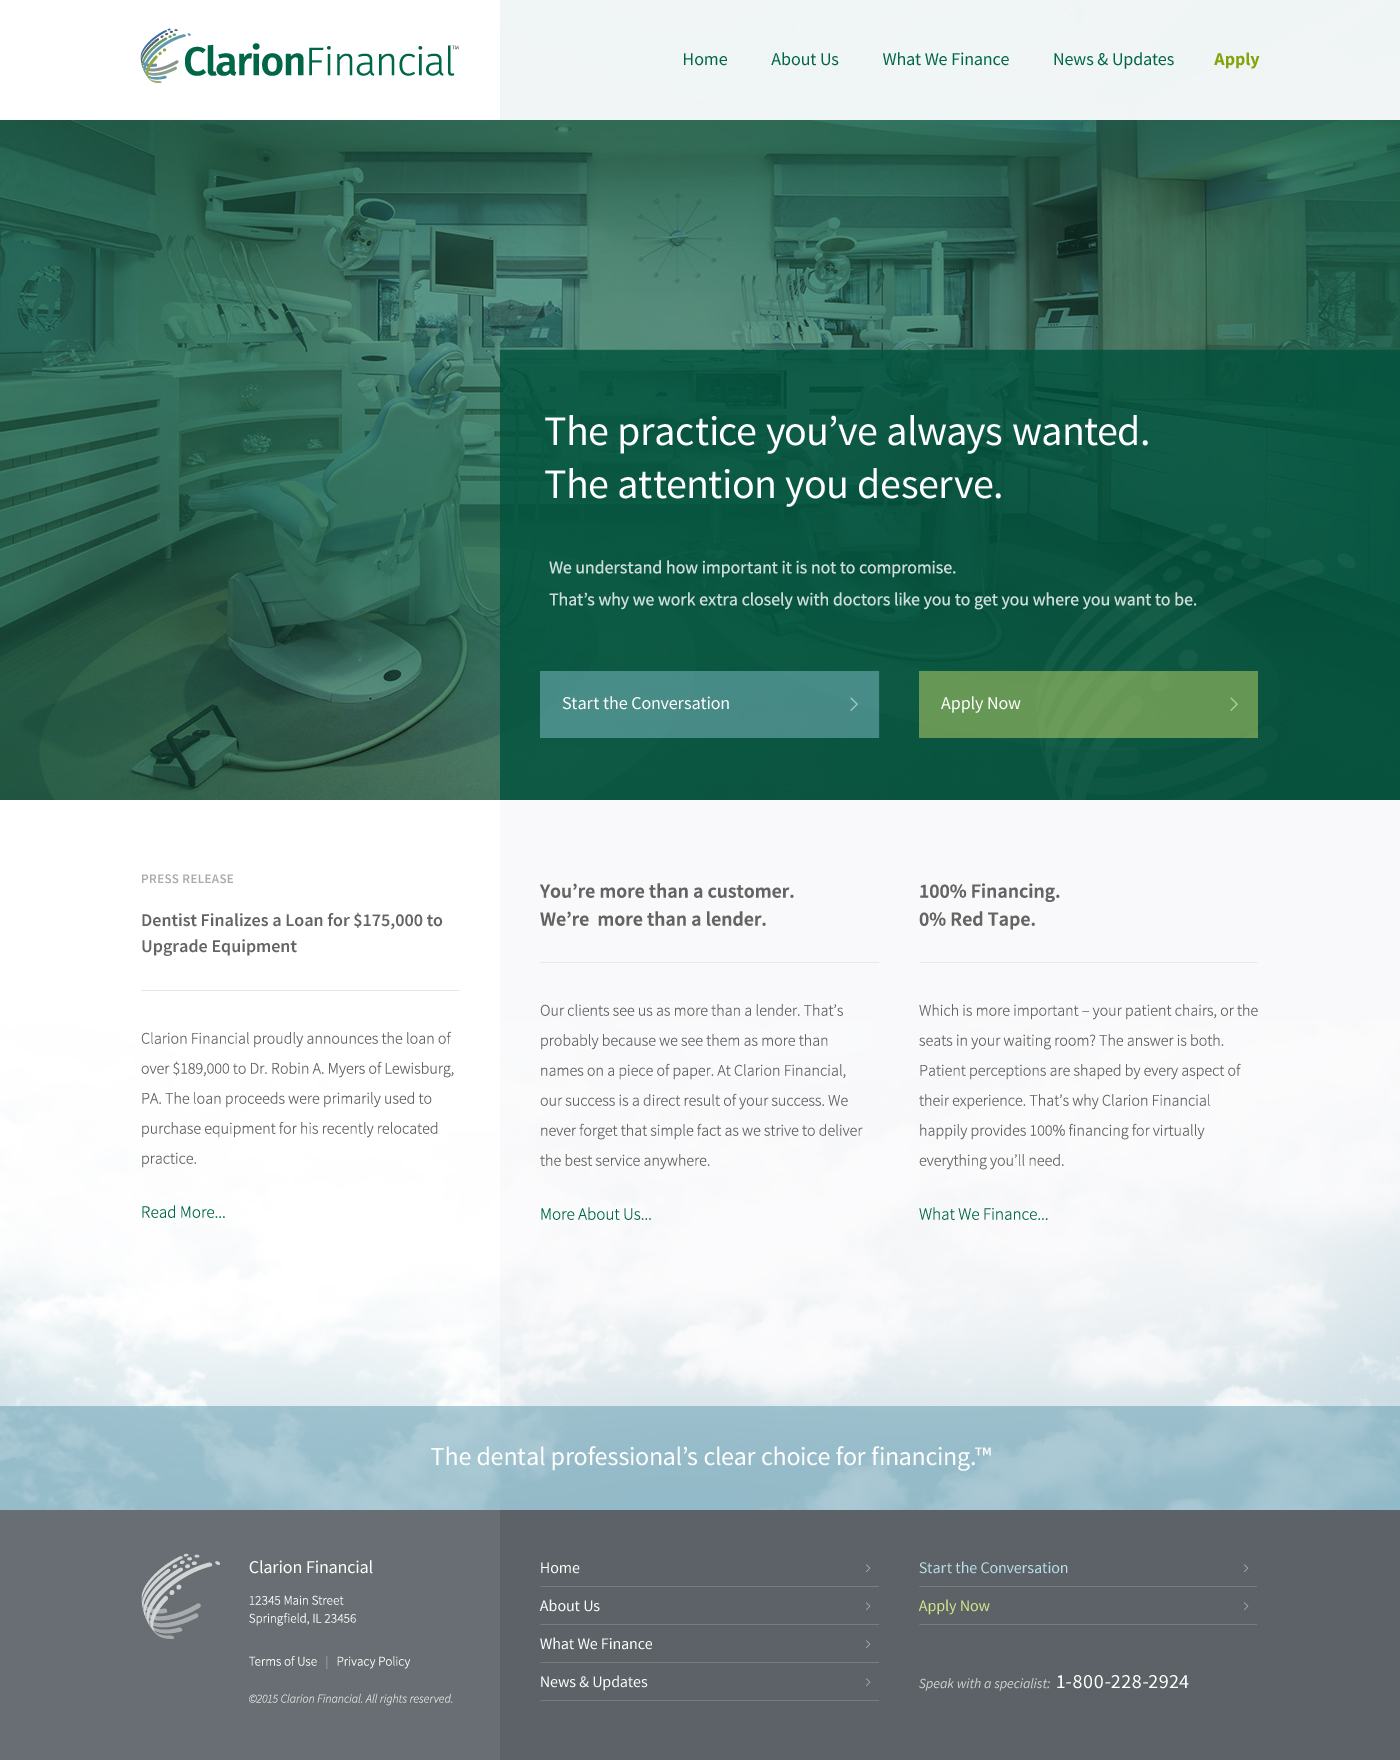 ClarionFinancial™
Home About Us What We Finance News & Updates Apply
The practice you’ve always wanted.
The attention you deserve.
We understand how important it is not to compromise.
That’s why we work extra closely with doctors like you to get you where you want to be.
Start the Conversation
Apply Now
PRESS RELEASE
Dentist Finalizes a Loan for $175,000 to
Upgrade Equipment
Clarion Financial proudly announces the loan of
over $189,000 to Dr. Robin A. Myers of Lewisburg,
PA. The loan proceeds were primarily used to
purchase equipment for his recently relocated
practice.
Read More...
You’re more than a customer.
We’re  more than a lender.
Our clients see us as more than a lender. That’s
probably because we see them as more than
names on a piece of paper. At Clarion Financial,
our success is a direct result of your success. We
never forget that simple fact as we strive to deliver
the best service anywhere.
More About Us...
100% Financing.
0% Red Tape.
Which is more important – your patient chairs, or the
seats in your waiting room? The answer is both.
Patient perceptions are shaped by every aspect of
their experience. That’s why Clarion Financial
happily provides 100% financing for virtually
everything you’ll need.
What We Finance...
The dental professional’s clear choice for financing.™
Clarion Financial
12345 Main Street
Springfield, IL 23456
Terms of Use | Privacy Policy
©2015 Clarion Financial. All rights reserved.
Home
About Us
What We Finance
News & Updates
Start the Conversation
Apply Now
Speak with a specialist: 1-800-228-2924